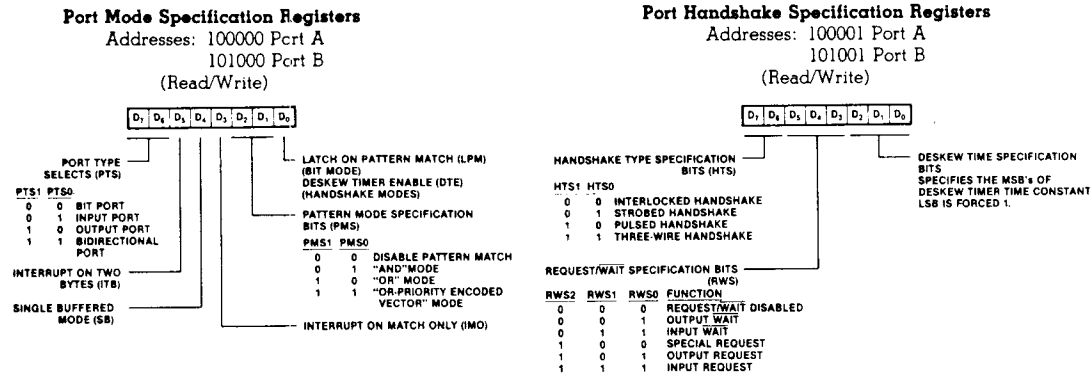 Port Mode Specification Registers
Addresses: 100000 Port A
101000 Port B
(Read/Write)
D7 D6 D5 D4 D3 D2 D1 D0
PORT TYPE
SELECTS (PTS)
PTS1 PTS0
0 0 BIT PORT
0 1 INPUT PORT
1 0 OUTPUT PORT
1 1 BIDIRECTIONAL
PORT
INTERRUPT ON TWO
BYTES (ITB)
SINGLE BUFFERED
MODE (SB)
LATCH ON PATTERN MATCH (LPM)
(BIT MODE)
DESKEW TIMER ENABLE (DTE)
(HANDSHAKE MODES)
PATTERN MODE SPECIFICATION
BITS (PMS)
PMS1 PMS0
0 0 DISABLE PATTERN MATCH
0 1 "AND" MODE
1 0 "OR" MODE
1 1 "OR-PRIORITY ENCODED
VECTOR" MODE
INTERRUPT ON MATCH ONLY (IMO)
Port Handshake Specification Registers
Addresses: 100001 Port A
101001 Port B
(Read/Write)
D7 D6 D5 D4 D3 D2 D1 D0
HANDSHAKE TYPE SPECIFICATION
BITS (HTS)
HTS1 HTS0
0 0 INTERLOCKED HANDSHAKE
0 1 STROBED HANDSHAKE
1 0 PULSED HANDSHAKE
1 1 THREE-WIRE HANDSHAKE
REQUEST/WAIT SPECIFICATION BITS
(RWS)
RWS2 RWS1 RWS0 FUNCTION
0 0 0 REQUEST/WAIT DISABLED
0 0 1 OUTPUT WAIT
0 1 1 INPUT WAIT
1 0 0 SPECIAL REQUEST
1 0 1 OUTPUT REQUEST
1 1 1 INPUT REQUEST
DESKEW TIME SPECIFICATION
BITS
SPECIFIES THE MSB's OF
DESKEW TIMER TIME CONSTANT
LSB IS FORCED 1.